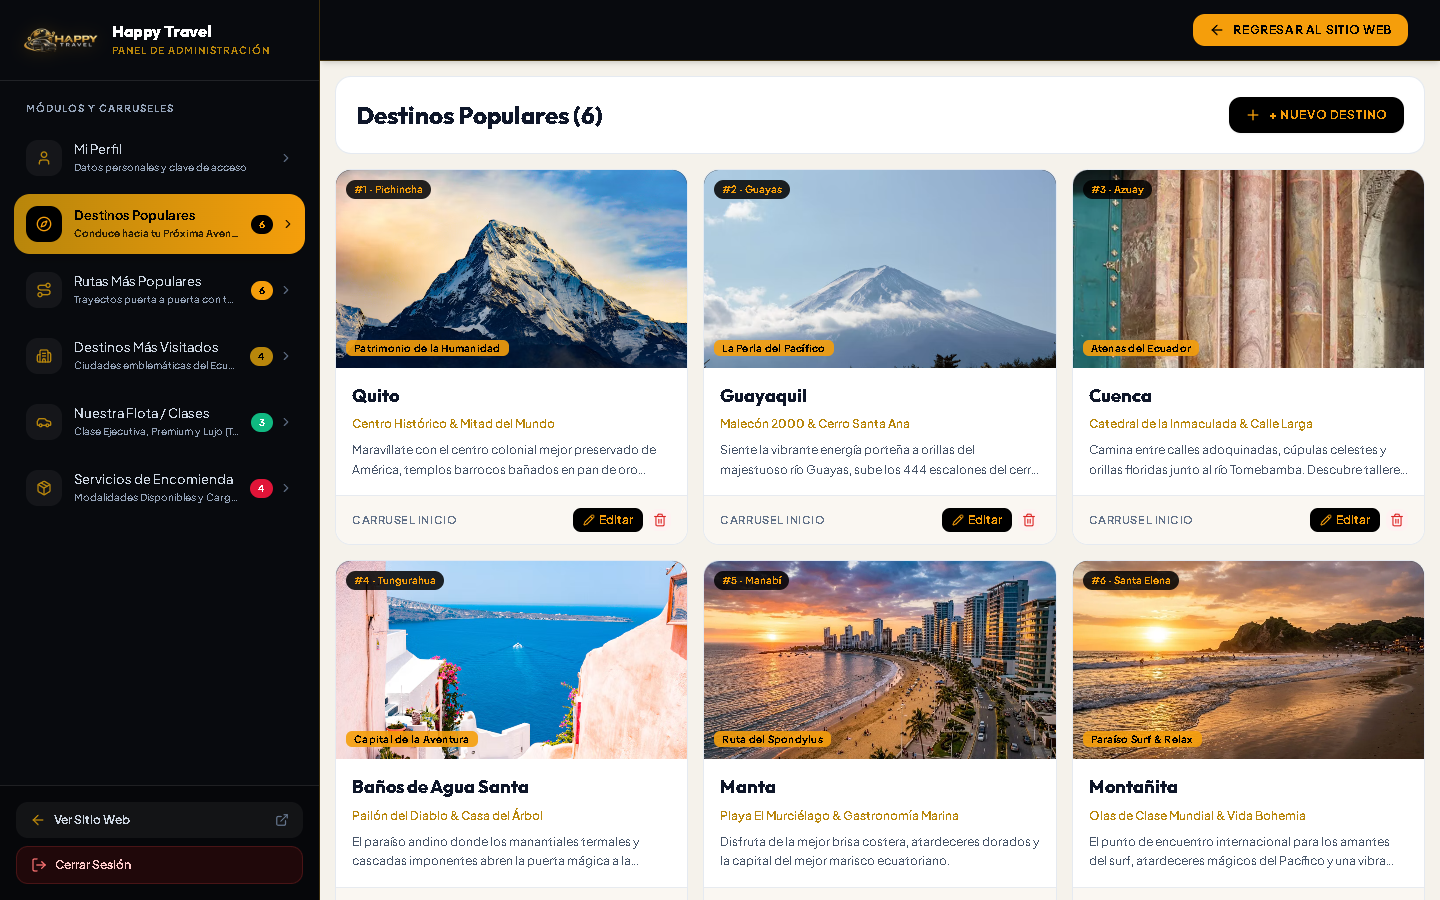 HAPPY
TRAVEL
Happy Travel
PANEL DE ADMINISTRACIÓN
REGRESAR AL SITIO WEB
MÓDULOS Y CARRUSELES
Mi Perfil
Datos personales y clave de acceso
Destinos Populares
Conduce hacia tu Próxima Aven...
6
Rutas Más Populares
Trayectos puerta a puerta con t...
6
Destinos Más Visitados
Ciudades emblemáticas del Ecu...
4
Nuestra Flota / Clases
Clase Ejecutiva, Premium y Lujo (T...
3
Servicios de Encomienda
Modalidades Disponibles y Carg...
4
Ver Sitio Web
Cerrar Sesión
Destinos Populares (6)
+ NUEVO DESTINO
#1 - Pichincha
Patrimonio de la Humanidad
Quito
Centro Histórico & Mitad del Mundo
Maravíllate con el centro colonial mejor preservado de
América, templos barrocos bañados en pan de oro...
CARRUSEL INICIO
Editar
#2 - Guayas
La Perla del Pacífico
Guayaquil
Malecón 2000 & Cerro Santa Ana
Siente la vibrante energía porteña a orillas del
majestuoso río Guayas, sube los 444 escalones del cerr...
CARRUSEL INICIO
Editar
#3 - Azuay
Atenas del Ecuador
Cuenca
Catedral de la Inmaculada & Calle Larga
Camina entre calles adoquinadas, cúpulas celestes y
orillas floridas junto al río Tomebamba. Descubre tallere...
CARRUSEL INICIO
Editar
#4 - Tungurahua
Capital de la Aventura
Baños de Agua Santa
Pailón del Diablo & Casa del Árbol
El paraíso andino donde los manantiales termales y
cascadas imponentes abren la puerta mágica a la...
#5 - Manabí
Ruta del Spondylus
Manta
Playa El Murciélago & Gastronomía Marina
Disfruta de la mejor brisa costera, atardeceres dorados y
la capital del mejor marisco ecuatoriano.
#6 - Santa Elena
Paraíso Surf & Relax
Montañita
Olas de Clase Mundial & Vida Bohemia
El punto de encuentro internacional para los amantes
del surf, atardeceres mágicos del Pacífico y una vibra...